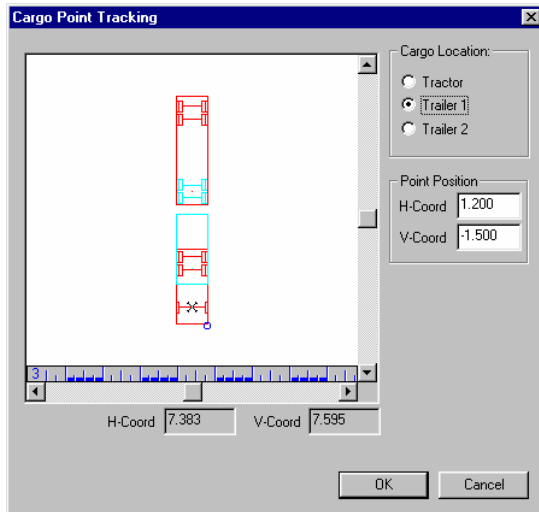 Cargo Point Tracking
Cargo Location:
Tractor
Trailer 1
Trailer 2
Point Position
H-Coord 1.200
V-Coord -1.500
3
H-Coord 7.383 V-Coord 7.595
OK Cancel